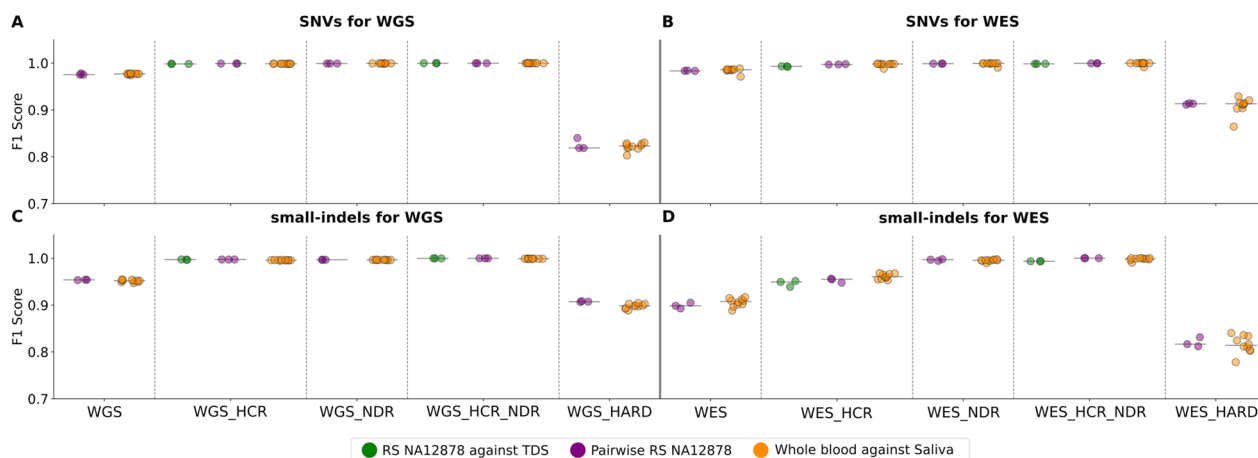 A SNVs for WGS
B SNVs for WES
F1 Score
1.0
0.9
0.8
0.7
C small-indels for WGS
D small-indels for WES
F1 Score
1.0
0.9
0.8
0.7
WGS WGS_HCR WGS_NDR WGS_HCR_NDR WGS_HARD WES WES_HCR WES_NDR WES_HCR_NDR WES_HARD
RS NA12878 against TDS Pairwise RS NA12878 Whole blood against Saliva